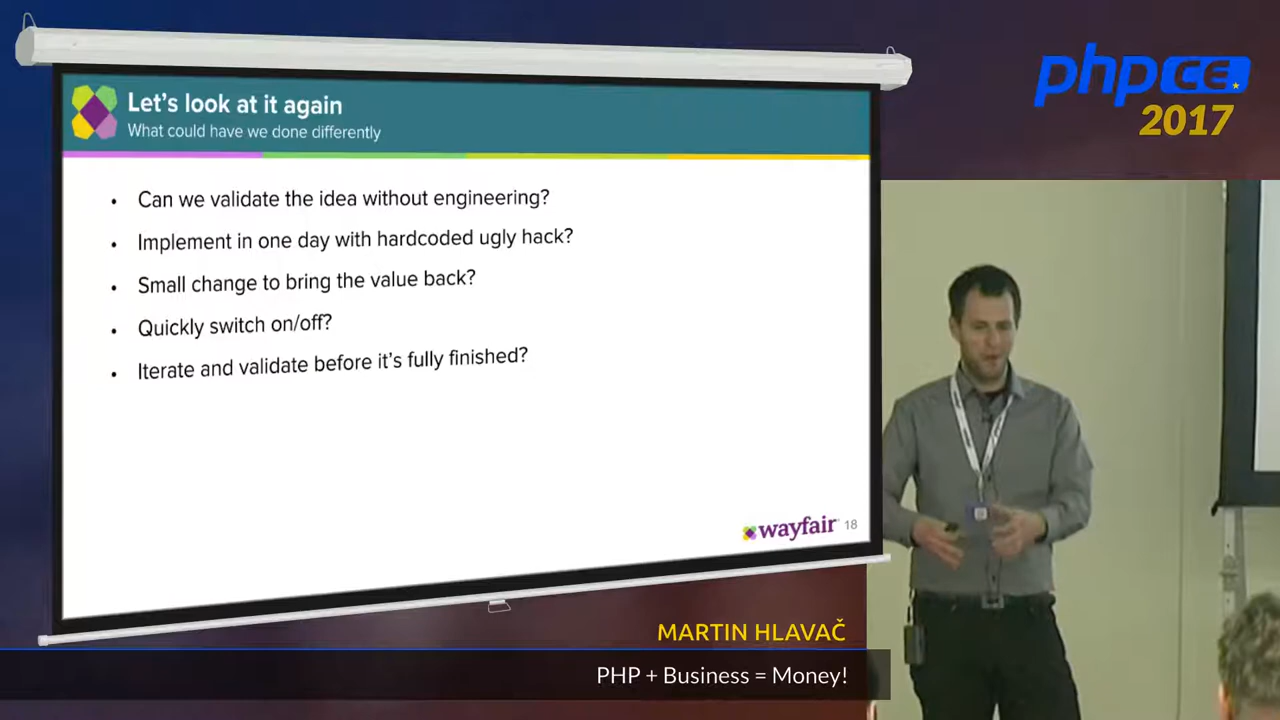 Let's look at it again
What could have we done differently
• Can we validate the idea without engineering?
• Implement in one day with hardcoded ugly hack?
• Small change to bring the value back?
• Quickly switch on/off?
• Iterate and validate before it's fully finished?
wayfair 18
phpCE
2017
MARTIN HLAVAČ
PHP + Business = Money!